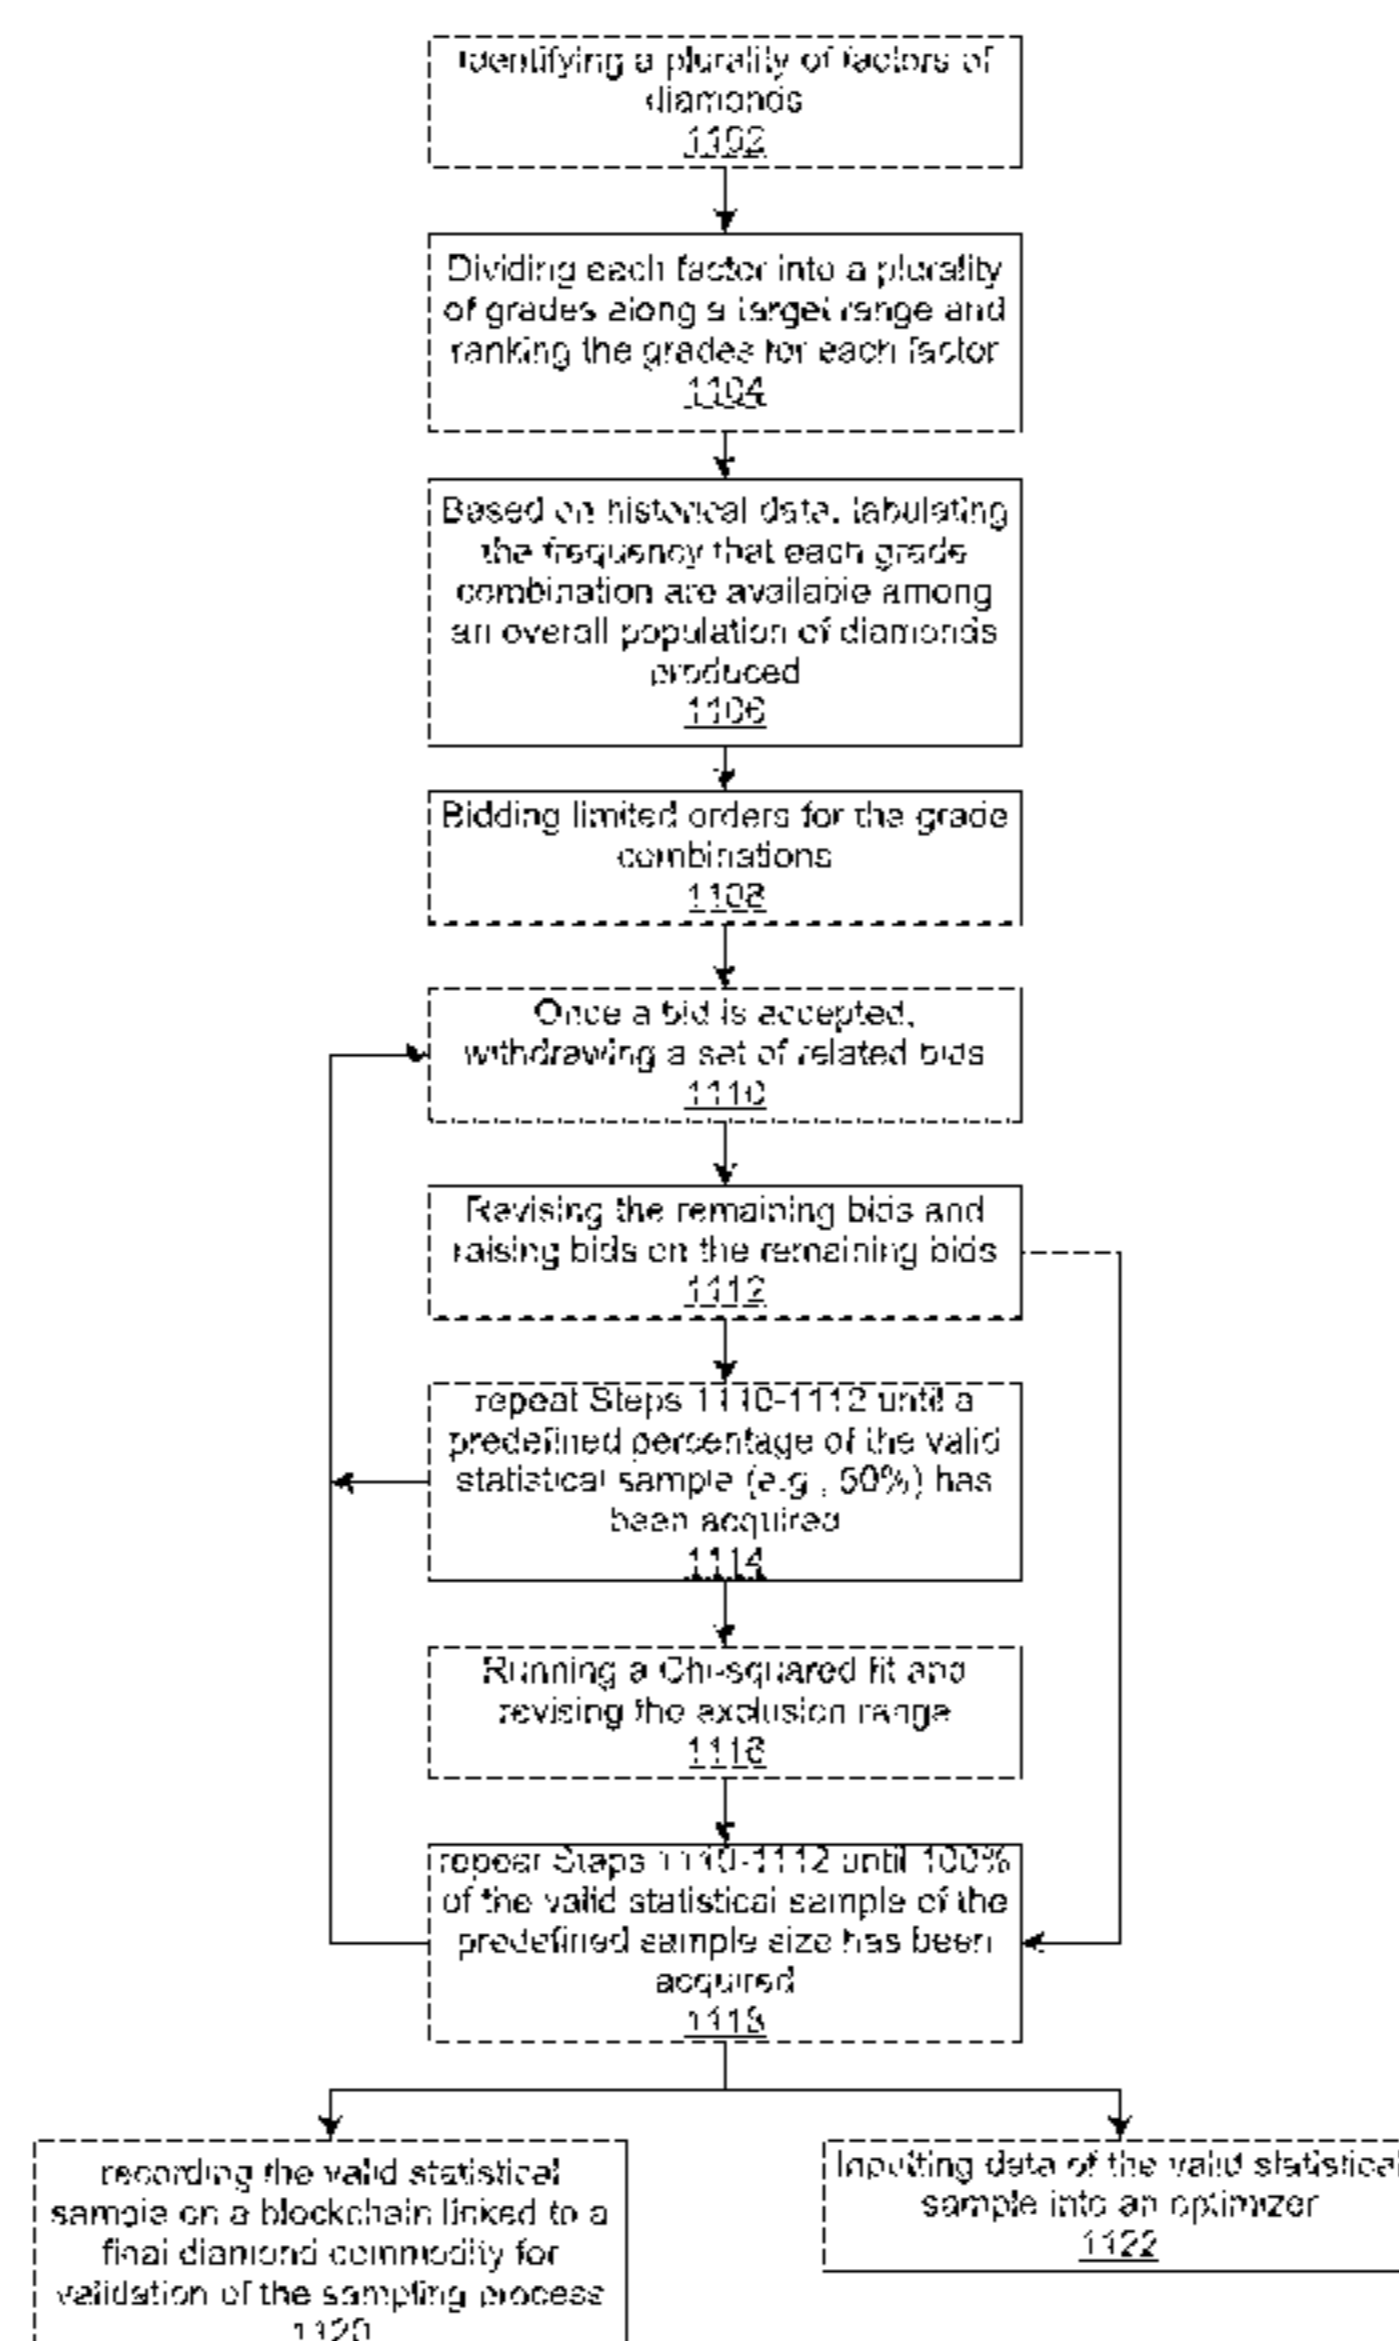 Identifying a plurality of factors of
diamonds
1102
Dividing each factor into a plurality
of grades along a target range and
ranking the grades for each factor
1104
Based on historical data, tabulating
the frequency that each grade
combination are available among
an overall population of diamonds
produced
1106
Bidding limited orders for the grade
combinations
1108
Once a bid is accepted,
withdrawing a set of related bids
1110
Revising the remaining bids and
raising bids on the remaining bids
1112
repeat Steps 1110-1112 until a
predefined percentage of the valid
statistical sample (e.g., 50%) has
been acquired
1114
Running a Chi-squared fit and
revising the exclusion range
1116
repeat Steps 1110-1112 until 100%
of the valid statistical sample of the
predefined sample size has been
acquired
1118
recording the valid statistical
sample on a blockchain linked to a
final diamond commodity for
validation of the sampling process
1120
Inputting data of the valid statistical
sample into an optimizer
1122